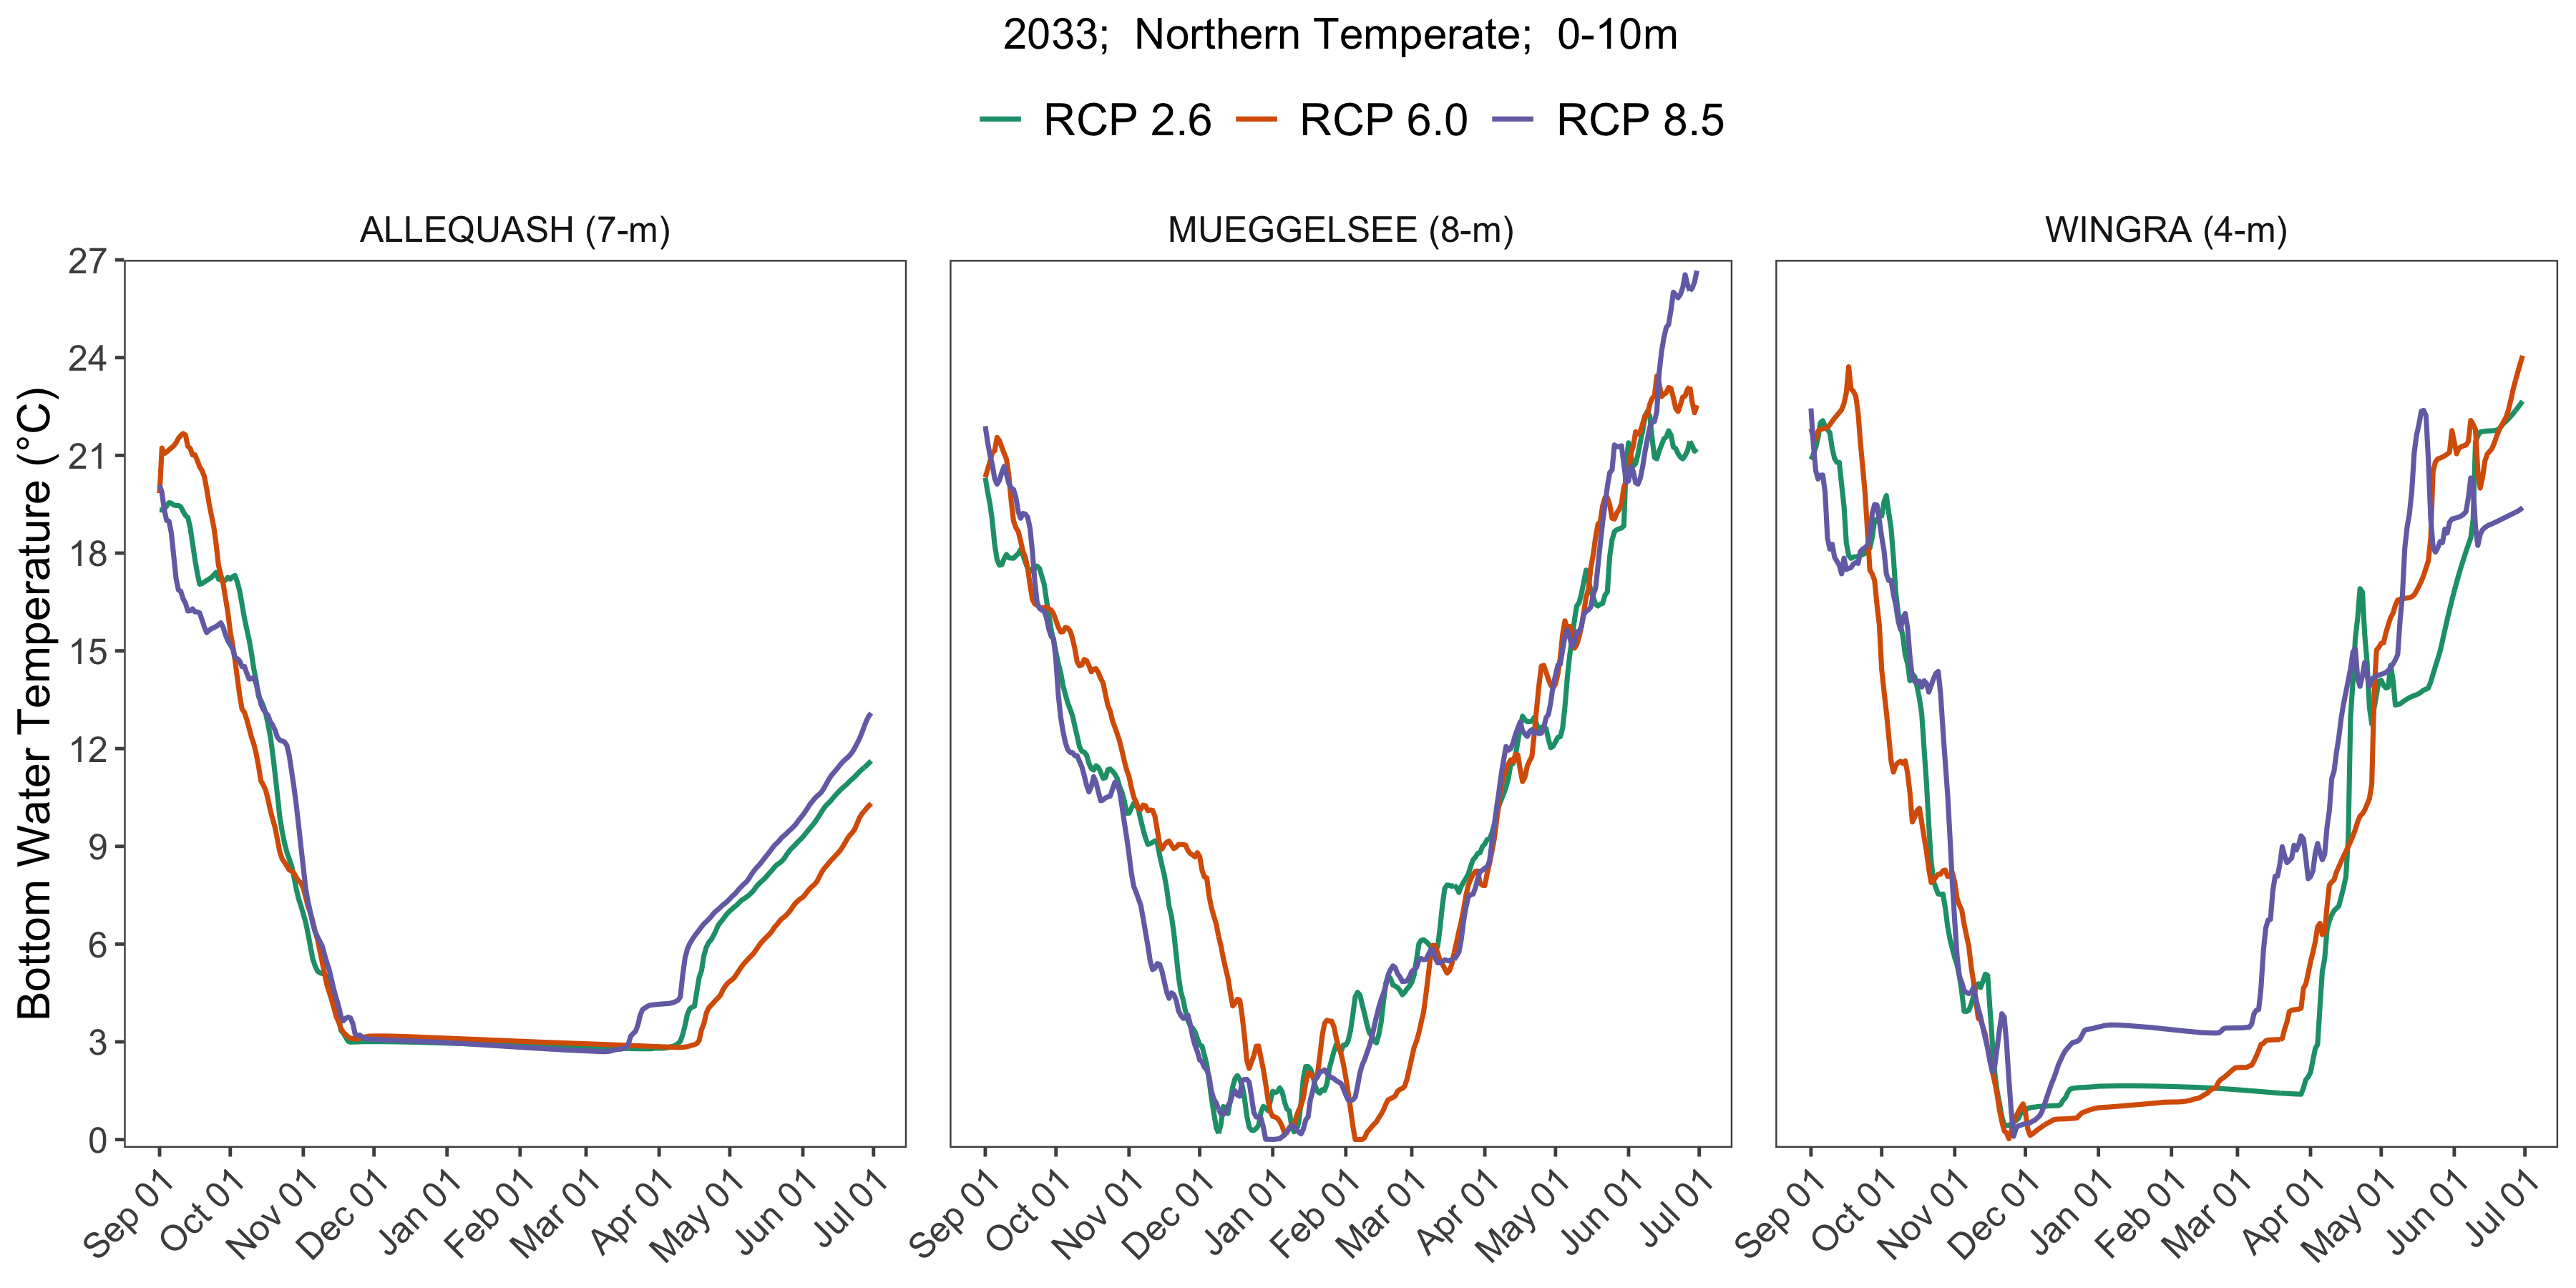 2033;  Northern Temperate;  0-10m
RCP 2.6 RCP 6.0 RCP 8.5
ALLEQUASH (7-m) MUEGGELSEE (8-m) WINGRA (4-m)
Bottom Water Temperature (°C)
27
24
21
18
15
12
9
6
3
0
Sep 01 Oct 01 Nov 01 Dec 01 Jan 01 Feb 01 Mar 01 Apr 01 May 01 Jun 01 Jul 01 Sep 01 Oct 01 Nov 01 Dec 01 Jan 01 Feb 01 Mar 01 Apr 01 May 01 Jun 01 Jul 01 Sep 01 Oct 01 Nov 01 Dec 01 Jan 01 Feb 01 Mar 01 Apr 01 May 01 Jun 01 Jul 01